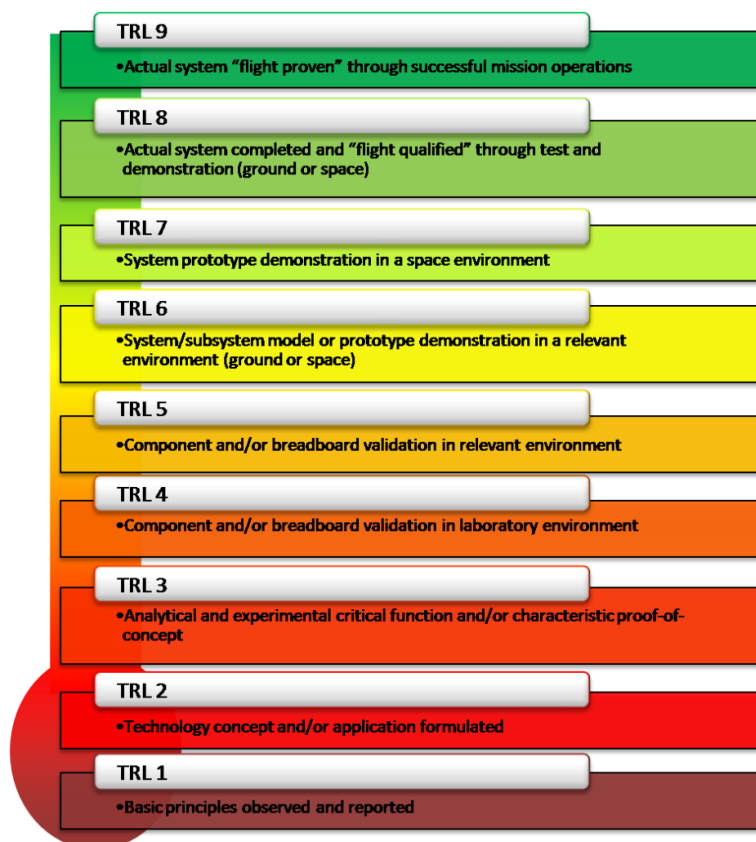 TRL 9
•Actual system “flight proven” through successful mission operations
TRL 8
•Actual system completed and “flight qualified” through test and
demonstration (ground or space)
TRL 7
•System prototype demonstration in a space environment
TRL 6
•System/subsystem model or prototype demonstration in a relevant
environment (ground or space)
TRL 5
•Component and/or breadboard validation in relevant environment
TRL 4
•Component and/or breadboard validation in laboratory environment
TRL 3
•Analytical and experimental critical function and/or characteristic proof-of-
concept
TRL 2
•Technology concept and/or application formulated
TRL 1
•Basic principles observed and reported